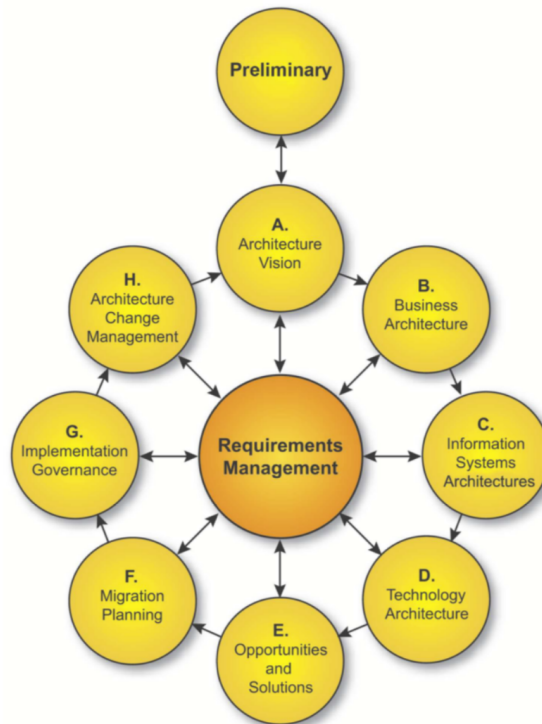 Preliminary
A.
Architecture
Vision
B.
Business
Architecture
C.
Information
Systems
Architectures
D.
Technology
Architecture
E.
Opportunities
and
Solutions
F.
Migration
Planning
G.
Implementation
Governance
H.
Architecture
Change
Management
Requirements
Management